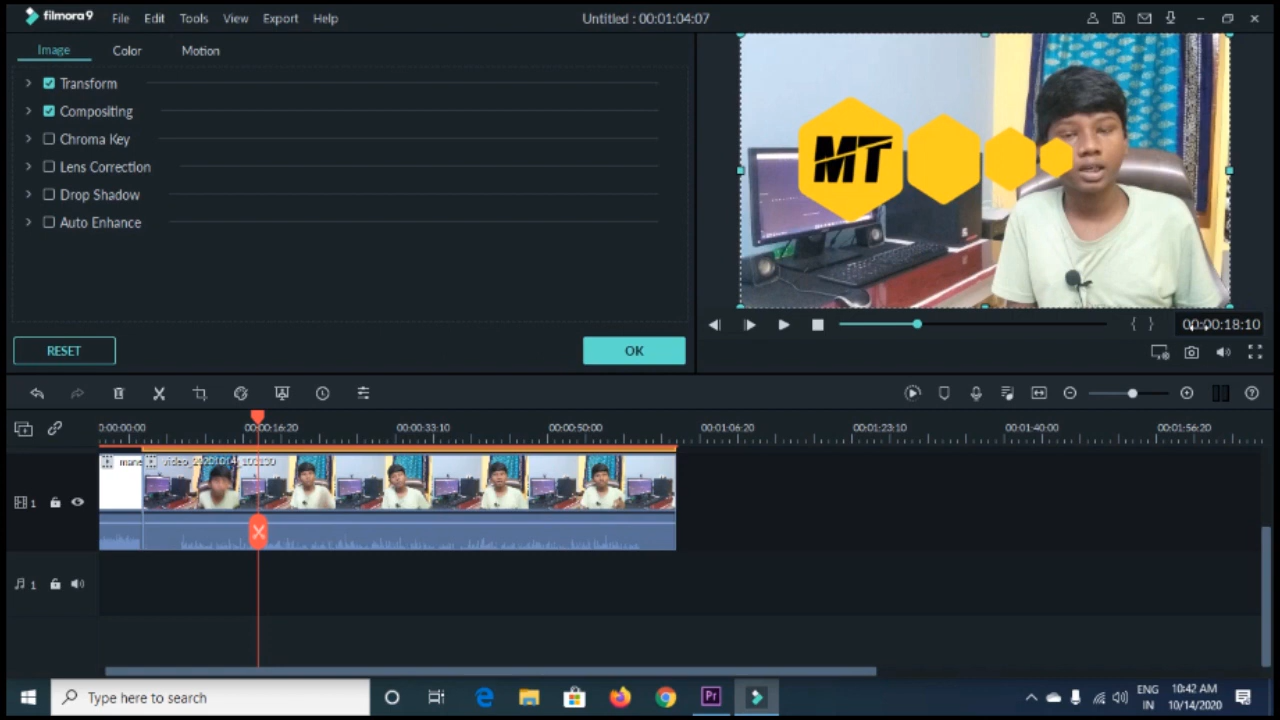 filmora9 File Edit Tools View Export Help Untitled : 00:01:04:07
Image Color Motion
Transform
Compositing
Chroma Key
Lens Correction
Drop Shadow
Auto Enhance
MT
RESET OK
00:00:18:10
0:00:00:00 00:00:16:20 00:00:33:10 00:00:50:00 00:01:06:20 00:01:23:10 00:01:40:00 00:01:56:20
1
1
Type here to search
Pr
ENG
IN
10:42 AM
10/14/2020